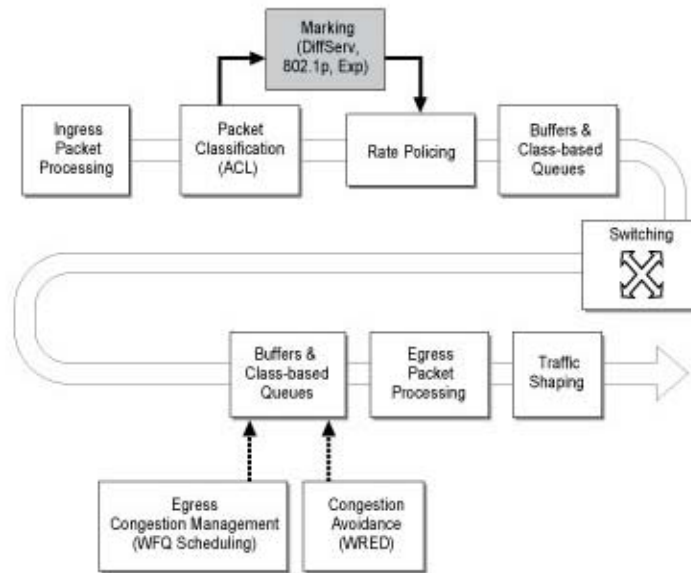 Marking
(DiffServ,
802.1p, Exp)
Ingress
Packet
Processing
Packet
Classification
(ACL)
Rate Policing
Buffers &
Class-based
Queues
Switching
Buffers &
Class-based
Queues
Egress
Packet
Processing
Traffic
Shaping
Egress
Congestion Management
(WFQ Scheduling)
Congestion
Avoidance
(WRED)